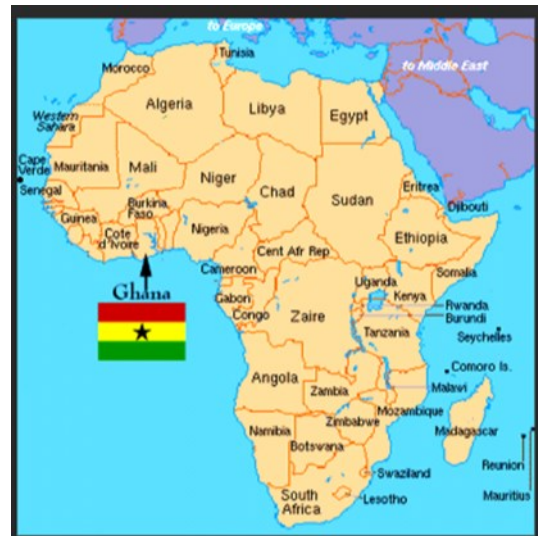 to Europe
to Middle East
Tunisia
Morocco
Algeria
Libya
Egypt
Western
Sahara
Cape
Verde
Mauritania
Mali
Niger
Chad
Sudan
Eritrea
Senegal
Djibouti
Burkina
Faso
Guinea
Nigeria
Cote
d'Ivoire
Ethiopia
Cent Afr Rep
Cameroon
Somalia
Uganda
Ghana
Gabon
Kenya
Congo
Rwanda
Zaire
Burundi
Tanzania
Seychelles
Comoro Is.
Angola
Malawi
Zambia
Mozambique
Zimbabwe
Namibia
Madagascar
Botswana
Reunion
Swaziland
South
Africa
Lesotho
Mauritius